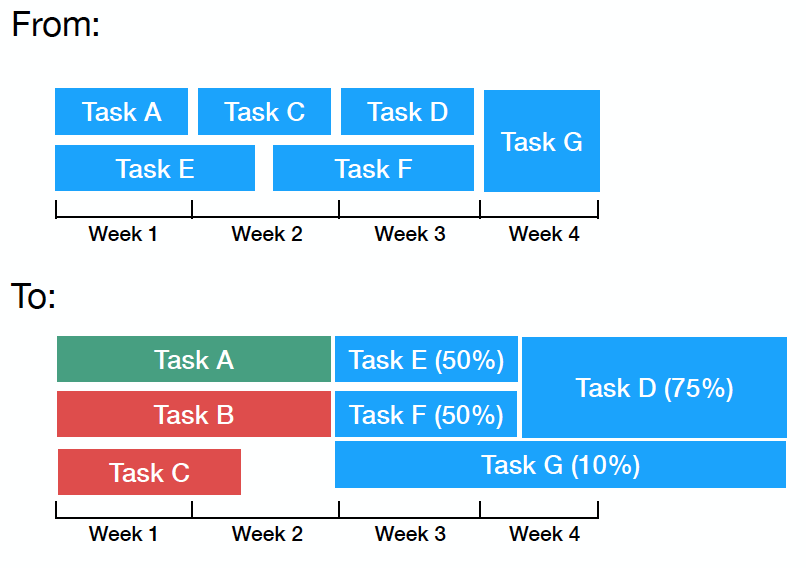 From:
Task A
Task C
Task D
Task G
Task E
Task F
Week 1
Week 2
Week 3
Week 4
To:
Task A
Task E (50%)
Task D (75%)
Task B
Task F (50%)
Task G (10%)
Task C
Week 1
Week 2
Week 3
Week 4